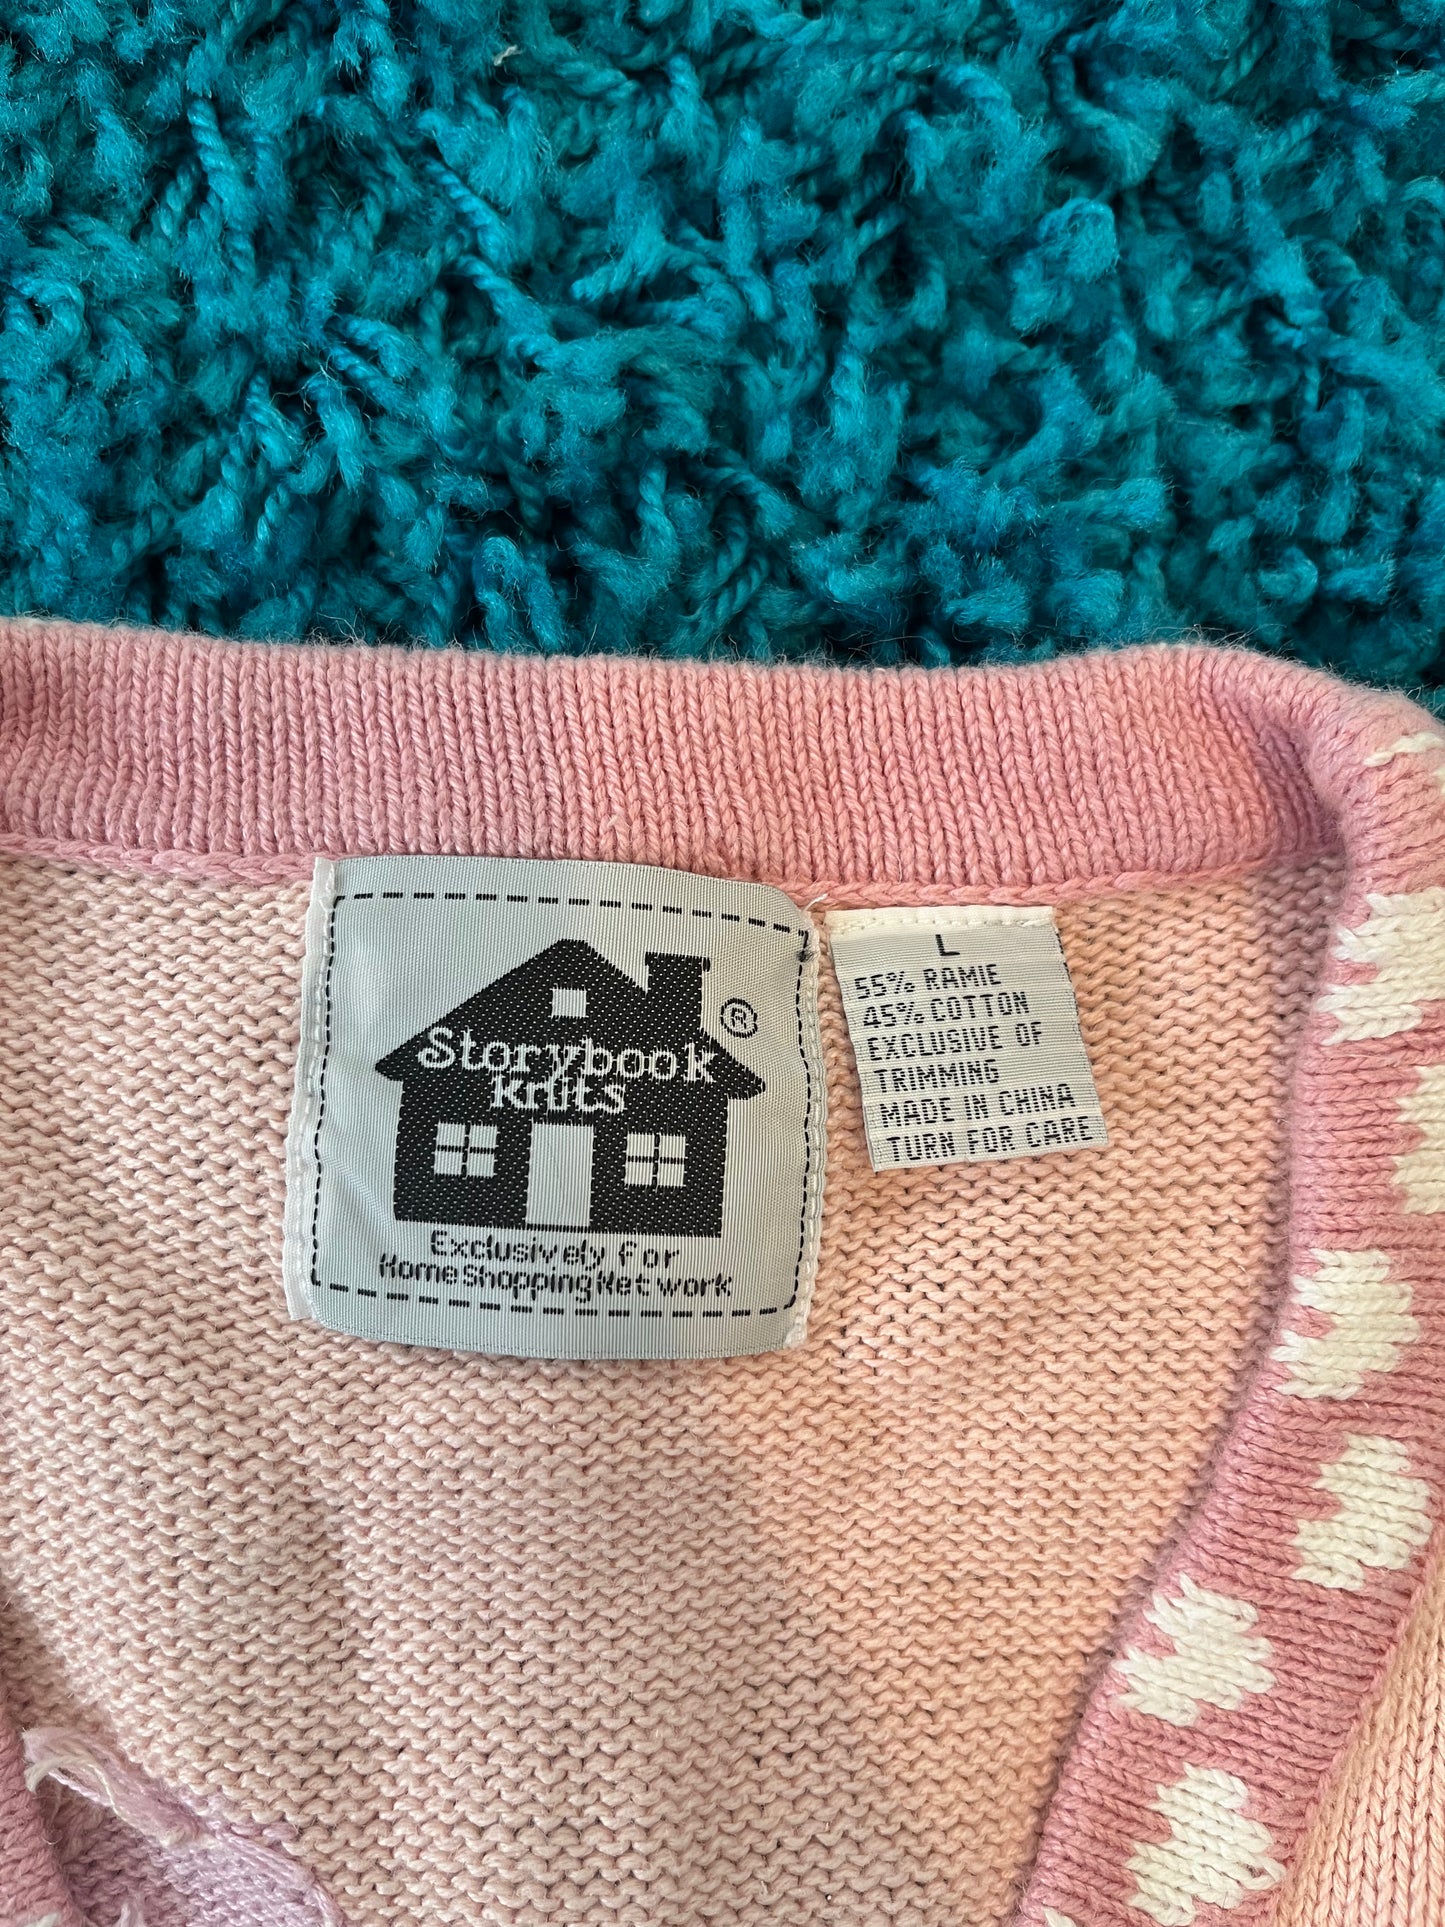 Storybook
Knits
®
Exclusively for
Home Shopping Network
L
55% RAMIE
45% COTTON
EXCLUSIVE OF
TRIMMING
MADE IN CHINA
TURN FOR CARE